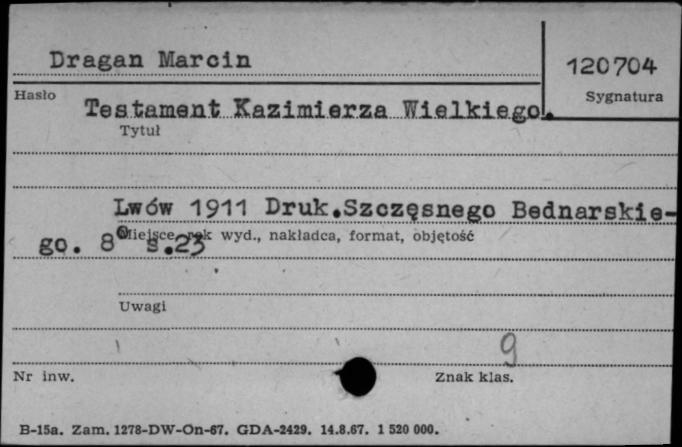 Dragan Marcin
120704
Hasło
Sygnatura
Testament Kazimierza Wielkiego.
Tytuł
Lwów 1911 Druk.Szczęsnego Bednarskie-
go. 8° s.23
Miejsce, rok wyd., nakładca, format, objętość
Uwagi
9
Nr inw.
Znak klas.
B-15a. Zam. 1278-DW-On-67. GDA-2429. 14.8.67. 1 520 000.